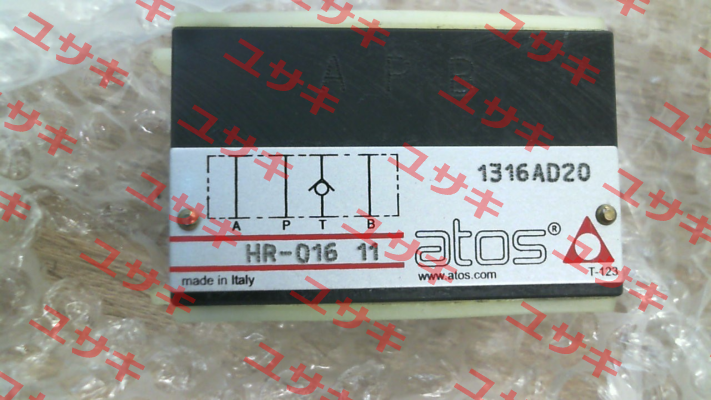 A P B
1316AD20
A P T B
HR-016 11
atos®
made in Italy
www.atos.com
T-123
ユサキ